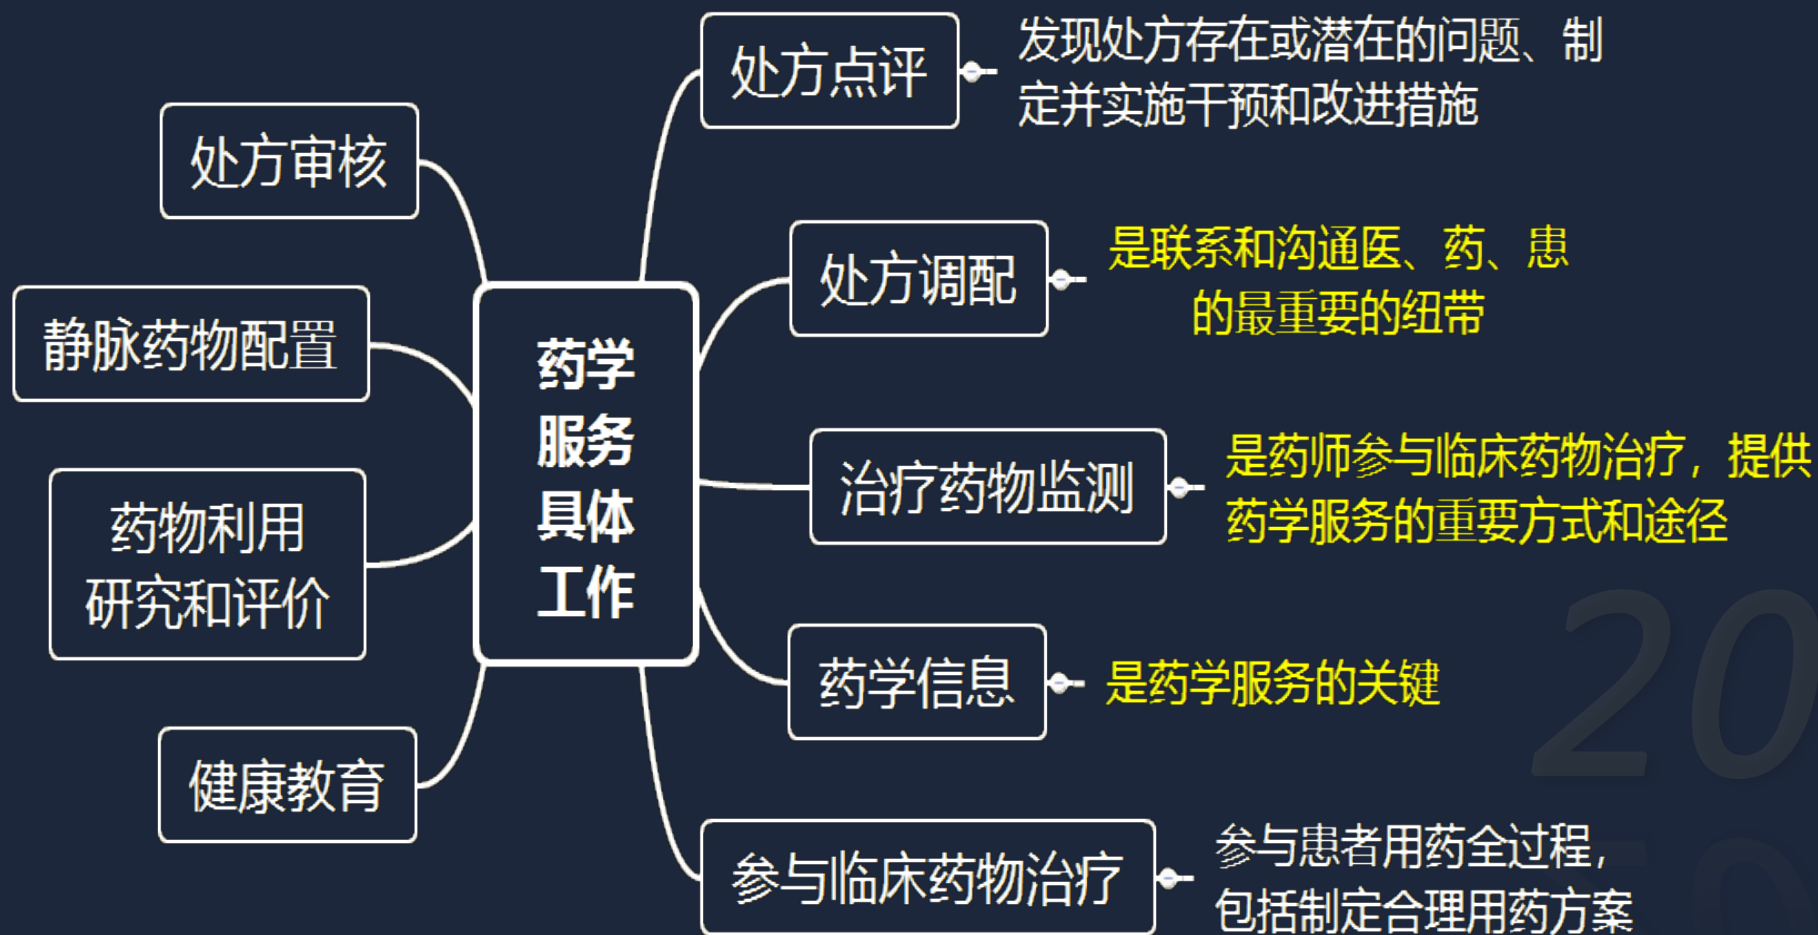 处方审核
静脉药物配置
药物利用
研究和评价
健康教育
药学
服务
具体
工作
处方点评
发现处方存在或潜在的问题、制
定并实施干预和改进措施
处方调配
是联系和沟通医、药、患
的最重要的纽带
治疗药物监测
是药师参与临床药物治疗，提供
药学服务的重要方式和途径
药学信息
是药学服务的关键
参与临床药物治疗
参与患者用药全过程，
包括制定合理用药方案
20